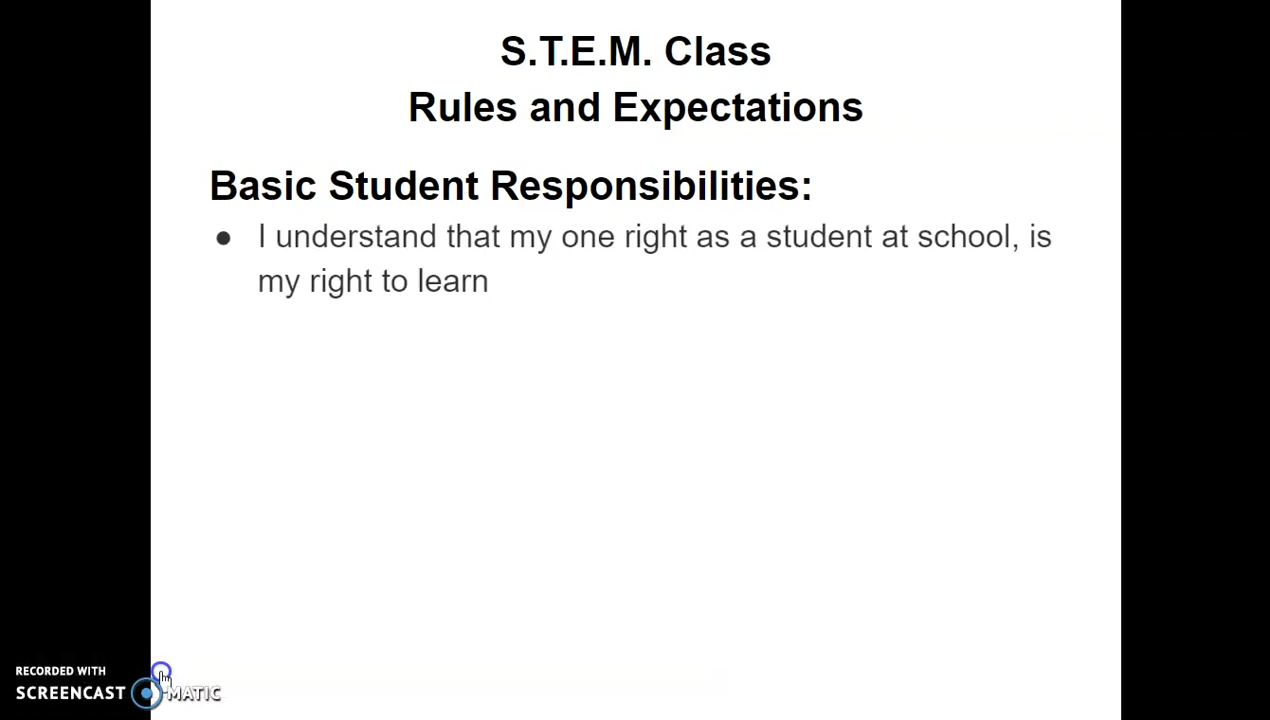 S.T.E.M. Class
Rules and Expectations
Basic Student Responsibilities:
● I understand that my one right as a student at school, is
my right to learn
RECORDED WITH
SCREENCAST MATIC